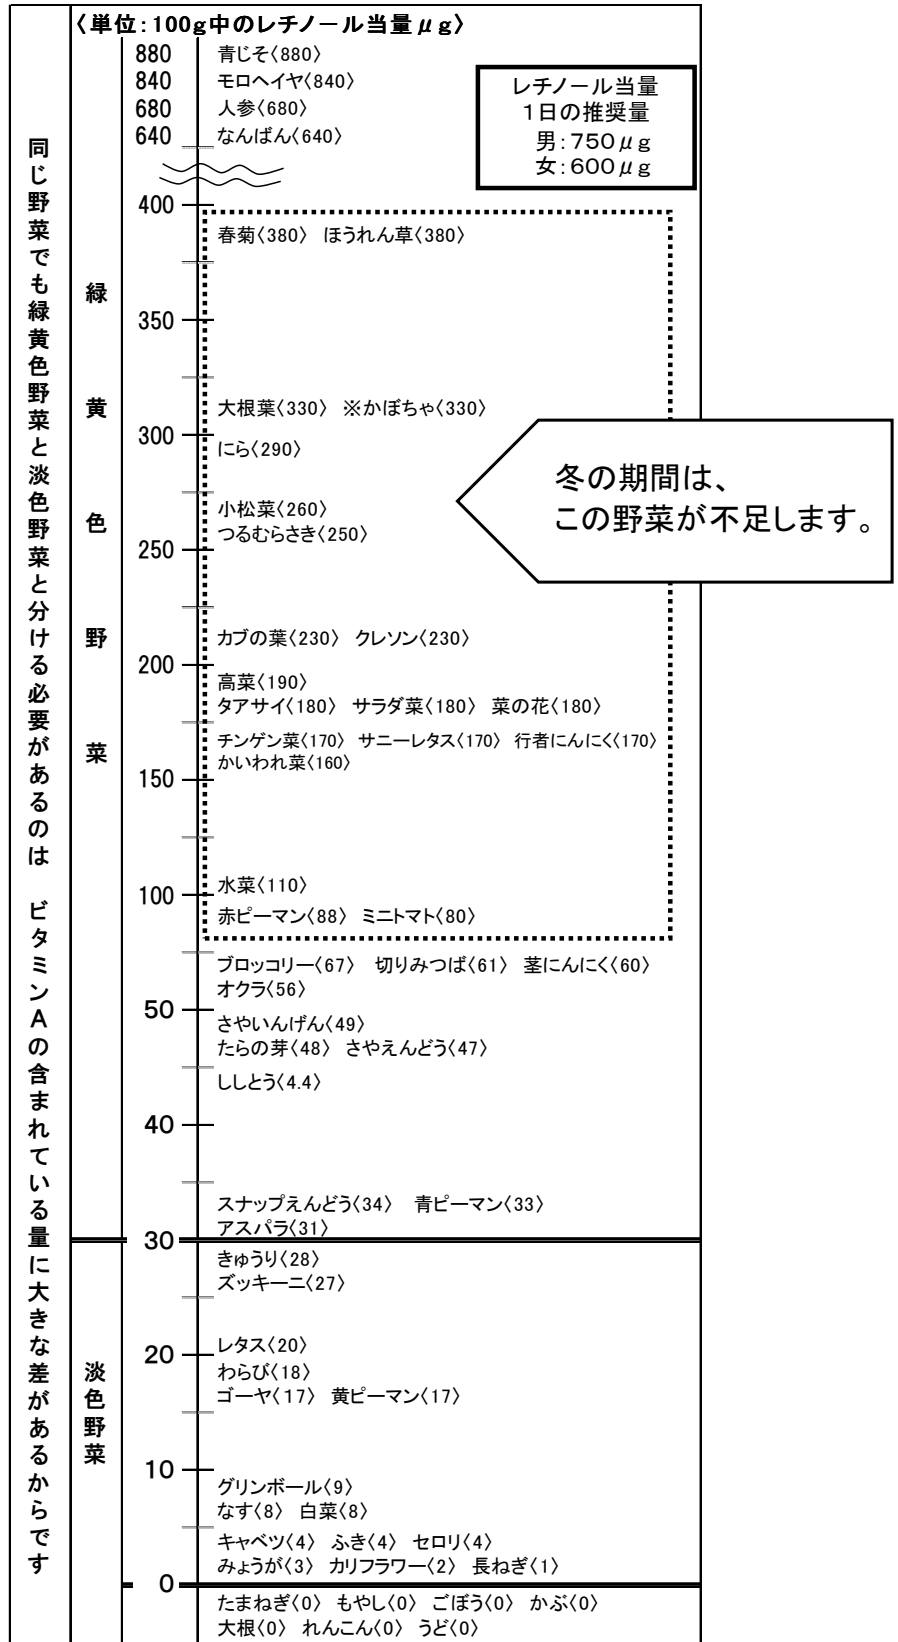 〈単位:100g中のレチノール当量μg〉
同じ野菜でも緑黄色野菜と淡色野菜と分ける必要があるのは ビタミンAの含まれている量に大きな差があるからです
緑黄色野菜
880 青じそ〈880〉
840 モロヘイヤ〈840〉
680 人参〈680〉
640 なんばん〈640〉
レチノール当量
1日の推奨量
男:750μg
女:600μg
400
春菊〈380〉 ほうれん草〈380〉
350
大根葉〈330〉 ※かぼちゃ〈330〉
300
にら〈290〉
冬の期間は、
この野菜が不足します。
小松菜〈260〉
つるむらさき〈250〉
250
カブの葉〈230〉 クレソン〈230〉
200
高菜〈190〉
タアサイ〈180〉 サラダ菜〈180〉 菜の花〈180〉
チンゲン菜〈170〉 サニーレタス〈170〉 行者にんにく〈170〉
かいわれ菜〈160〉
150
水菜〈110〉
100
赤ピーマン〈88〉 ミニトマト〈80〉
ブロッコリー〈67〉 切りみつば〈61〉 茎にんにく〈60〉
オクラ〈56〉
50
さやいんげん〈49〉
たらの芽〈48〉 さやえんどう〈47〉
ししとう〈4.4〉
40
スナップえんどう〈34〉 青ピーマン〈33〉
アスパラ〈31〉
30
淡色野菜
きゅうり〈28〉
ズッキーニ〈27〉
20
レタス〈20〉
わらび〈18〉
ゴーヤ〈17〉 黄ピーマン〈17〉
10
グリンボール〈9〉
なす〈8〉 白菜〈8〉
キャベツ〈4〉 ふき〈4〉 セロリ〈4〉
みょうが〈3〉 カリフラワー〈2〉 長ねぎ〈1〉
0
たまねぎ〈0〉 もやし〈0〉 ごぼう〈0〉 かぶ〈0〉
大根〈0〉 れんこん〈0〉 うど〈0〉